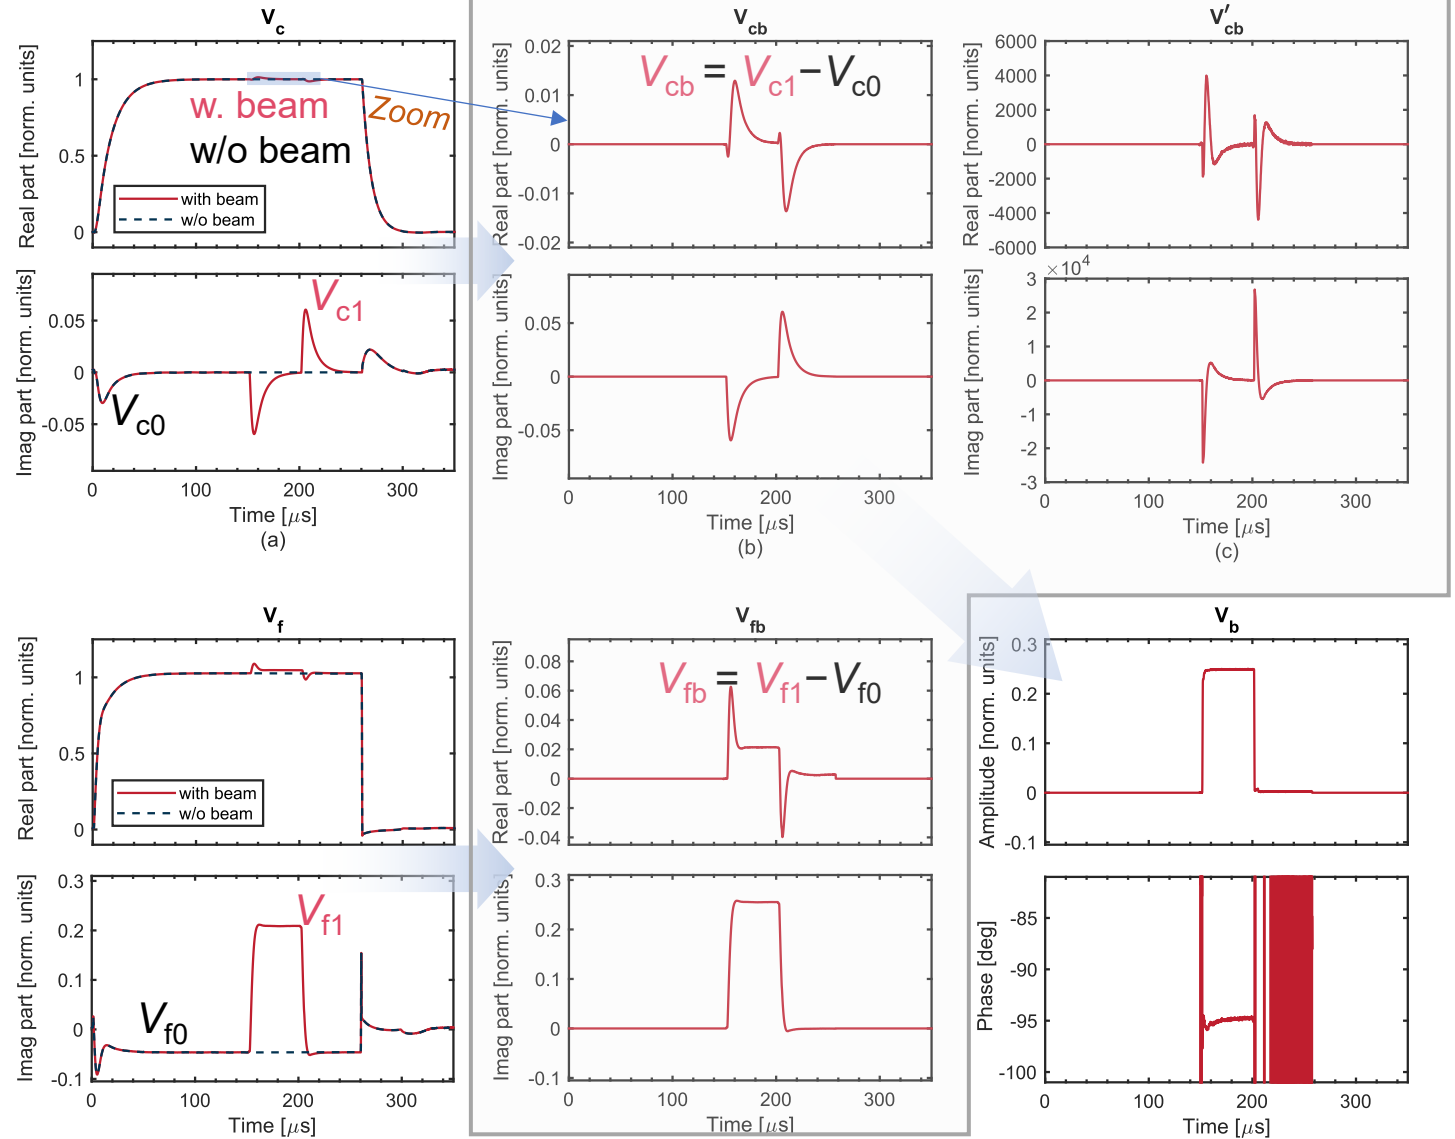 Vc
Real part [norm. units]
1
0.5
0
w. beam
w/o beam
Zoom
with beam
w/o beam
Imag part [norm. units]
0.05
0
-0.05
Vc1
Vc0
0 100 200 300
Time [μs]
(a)
Vcb
Real part [norm. units]
0.02
0.01
0
-0.01
-0.02
Vcb = Vc1−Vc0
Imag part [norm. units]
0.05
0
-0.05
0 100 200 300
Time [μs]
(b)
V′cb
Real part [norm. units]
6000
4000
2000
0
-2000
-4000
-6000
Imag part [norm. units]
×10⁴
3
2
1
0
-1
-2
-3
0 100 200 300
Time [μs]
(c)
Vf
Real part [norm. units]
1
0.5
0
with beam
w/o beam
Imag part [norm. units]
0.3
0.2
0.1
0
-0.1
Vf1
Vf0
0 100 200 300
Time [μs]
Vfb
Real part [norm. units]
0.08
0.06
0.04
0.02
0
-0.02
-0.04
Vfb = Vf1−Vf0
Imag part [norm. units]
0.3
0.2
0.1
0
-0.1
0 100 200 300
Time [μs]
Vb
Amplitude [norm. units]
0.3
0.2
0.1
0
-0.1
Phase [deg]
-85
-90
-95
-100
0 100 200 300
Time [μs]